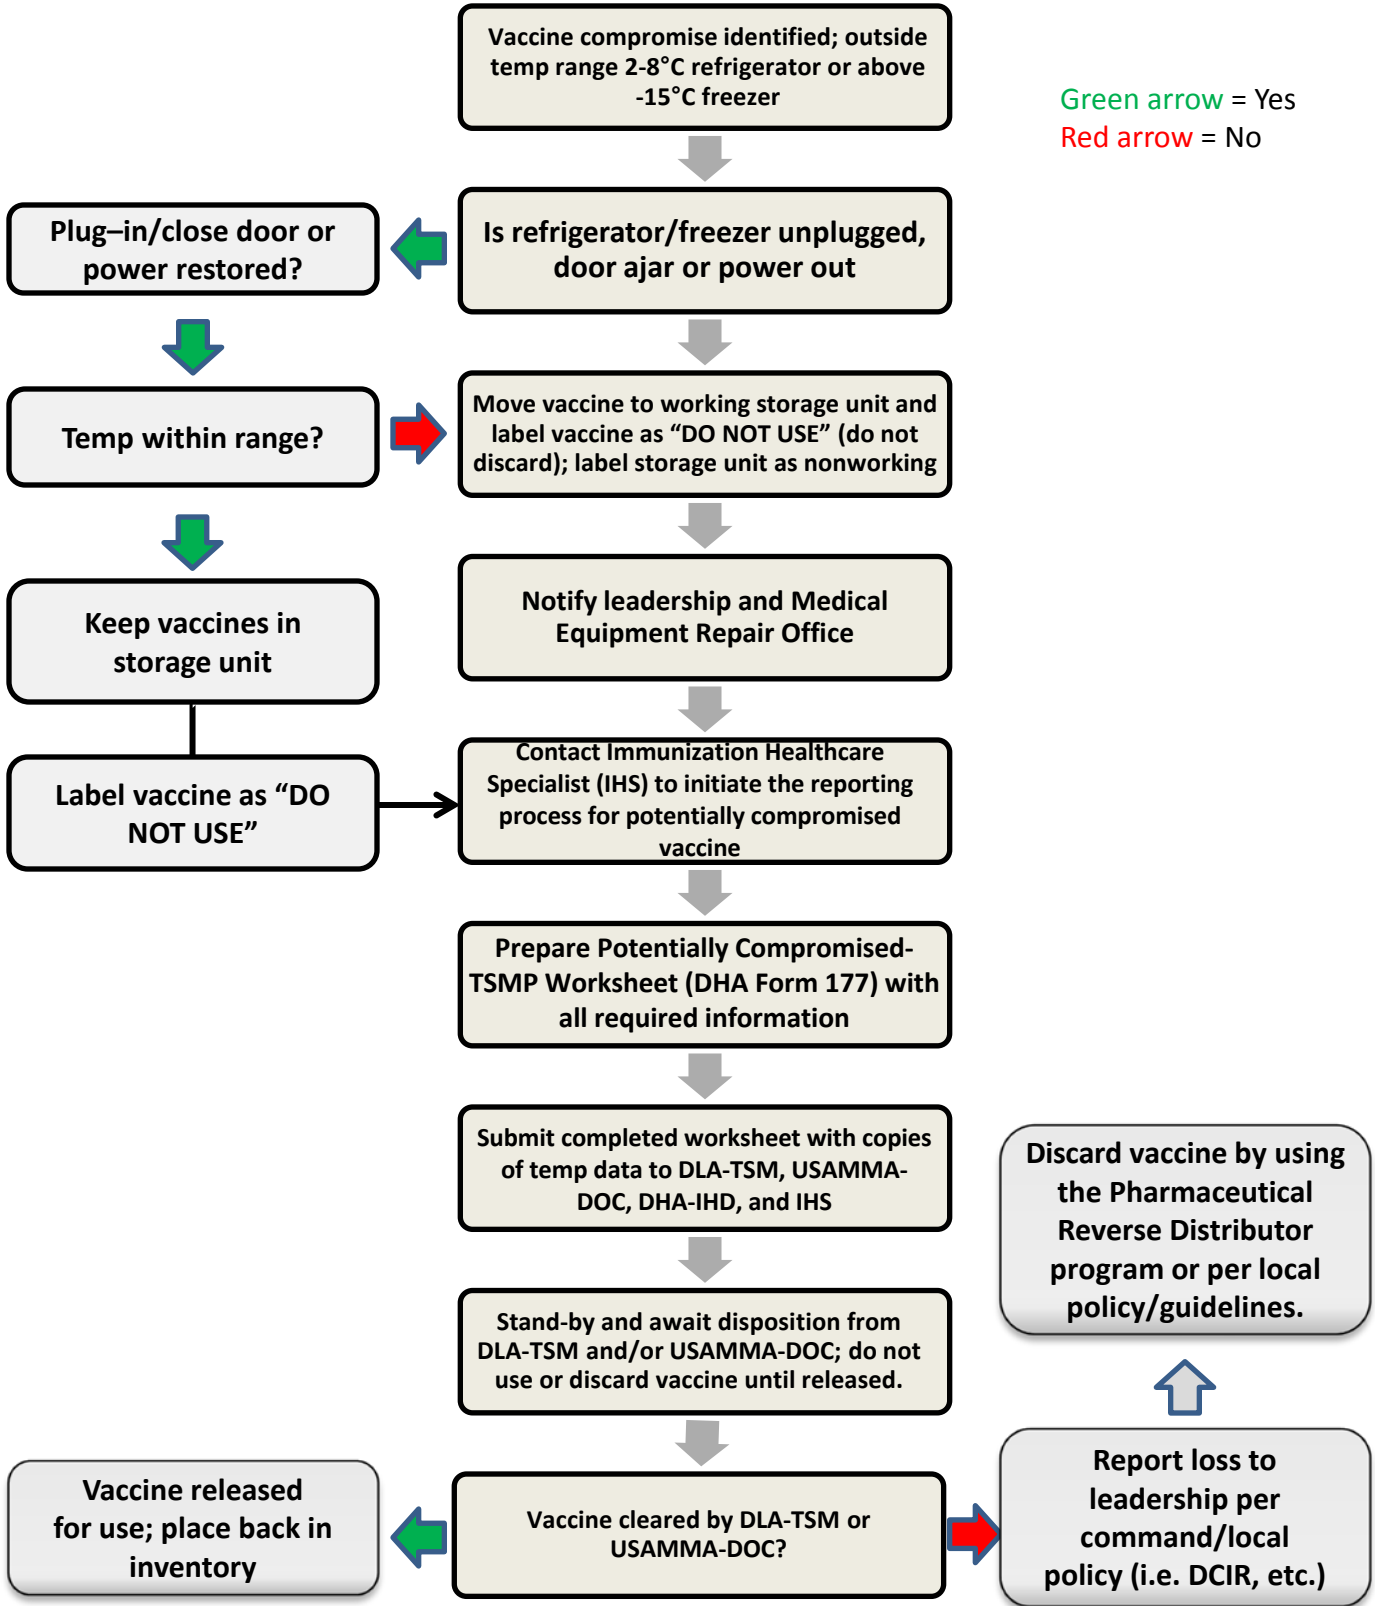 Vaccine compromise identified; outside
temp range 2-8°C refrigerator or above
-15°C freezer
Green arrow = Yes
Red arrow = No
Is refrigerator/freezer unplugged,
door ajar or power out
Plug–in/close door or
power restored?
Temp within range?
Move vaccine to working storage unit and
label vaccine as “DO NOT USE” (do not
discard); label storage unit as nonworking
Keep vaccines in
storage unit
Notify leadership and Medical
Equipment Repair Office
Label vaccine as “DO
NOT USE”
Contact Immunization Healthcare
Specialist (IHS) to initiate the reporting
process for potentially compromised
vaccine
Prepare Potentially Compromised-
TSMP Worksheet (DHA Form 177) with
all required information
Submit completed worksheet with copies
of temp data to DLA-TSM, USAMMA-
DOC, DHA-IHD, and IHS
Stand-by and await disposition from
DLA-TSM and/or USAMMA-DOC; do not
use or discard vaccine until released.
Vaccine cleared by DLA-TSM or
USAMMA-DOC?
Vaccine released
for use; place back in
inventory
Report loss to
leadership per
command/local
policy (i.e. DCIR, etc.)
Discard vaccine by using
the Pharmaceutical
Reverse Distributor
program or per local
policy/guidelines.